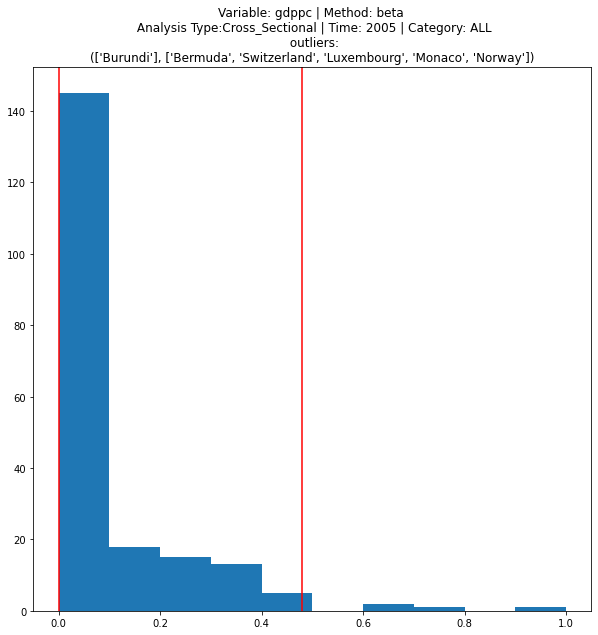 Variable: gdppc | Method: beta
Analysis Type:Cross_Sectional | Time: 2005 | Category: ALL
outliers:
(['Burundi'], ['Bermuda', 'Switzerland', 'Luxembourg', 'Monaco', 'Norway'])
140
120
100
80
60
40
20
0
0.0 0.2 0.4 0.6 0.8 1.0